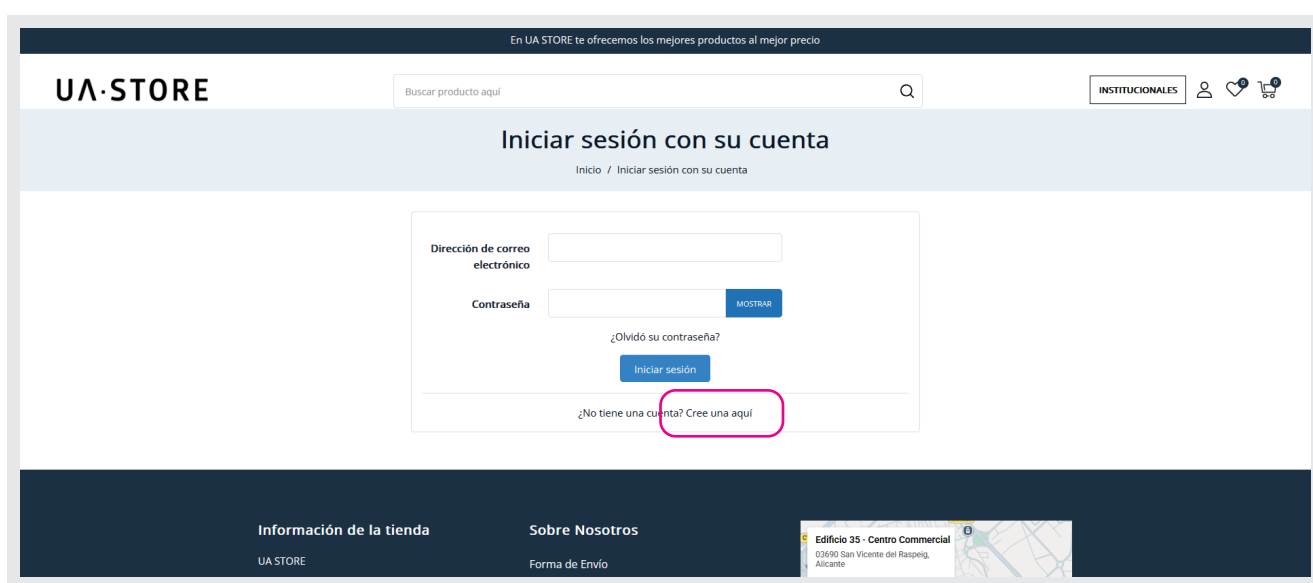 En UA STORE te ofrecemos los mejores productos al mejor precio
UΛ·STORE
Buscar producto aquí
INSTITUCIONALES
0
0
Iniciar sesión con su cuenta
Inicio / Iniciar sesión con su cuenta
Dirección de correo
electrónico
Contraseña
MOSTRAR
¿Olvidó su contraseña?
Iniciar sesión
¿No tiene una cuenta? Cree una aquí
Información de la tienda
Sobre Nosotros
Edificio 35 - Centro Commercial
03690 San Vicente del Raspeig,
Alicante
UA STORE
Forma de Envío